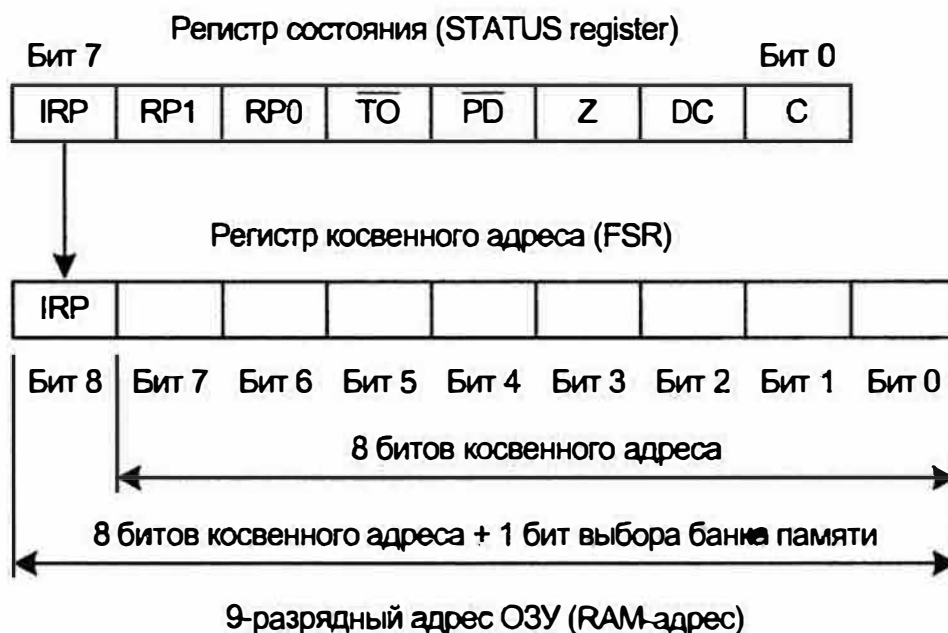 Регистр состояния (STATUS register)
Бит 7 Бит 0
IRP RP1 RP0 T̅O̅ P̅D̅ Z DC C
Регистр косвенного адреса (FSR)
IRP
Бит 8 Бит 7 Бит 6 Бит 5 Бит 4 Бит 3 Бит 2 Бит 1 Бит 0
8 битов косвенного адреса
8 битов косвенного адреса + 1 бит выбора банка памяти
9-разрядный адрес ОЗУ (RAM-адрес)